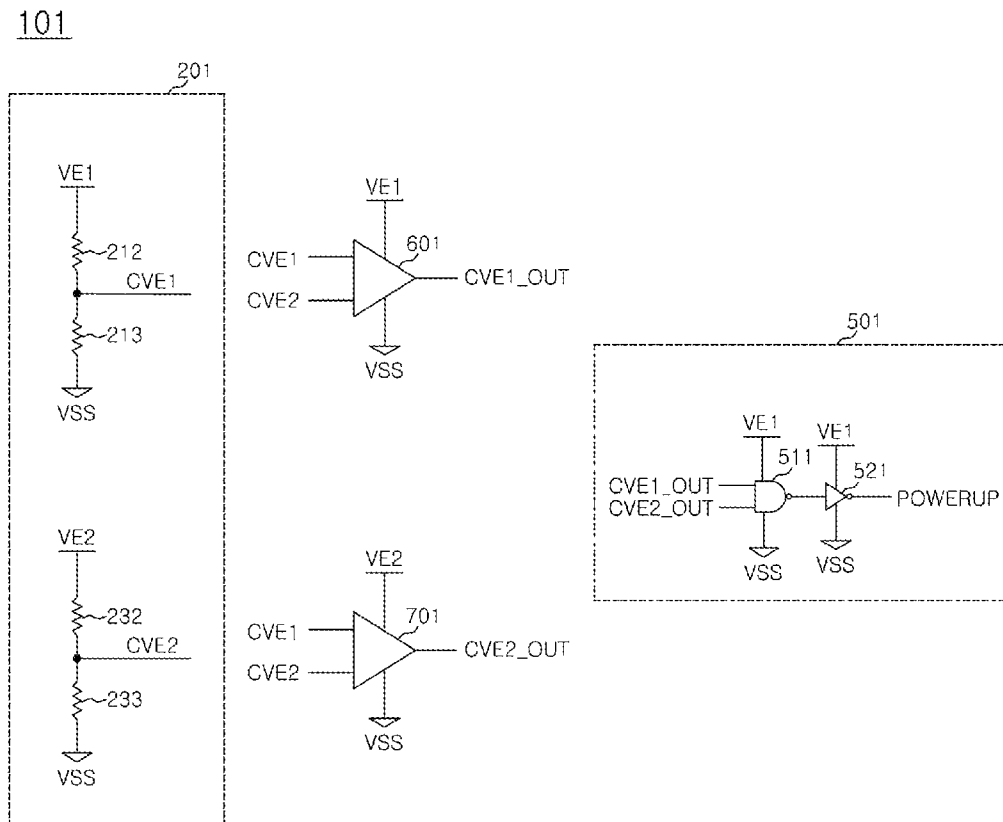 101
201
VE1
212
CVE1
213
VSS
VE1
601
CVE1
CVE2
CVE1_OUT
VSS
501
VE1
VE1
511
521
CVE1_OUT
CVE2_OUT
POWERUP
VSS
VSS
VE2
232
CVE2
233
VSS
VE2
701
CVE1
CVE2
CVE2_OUT
VSS